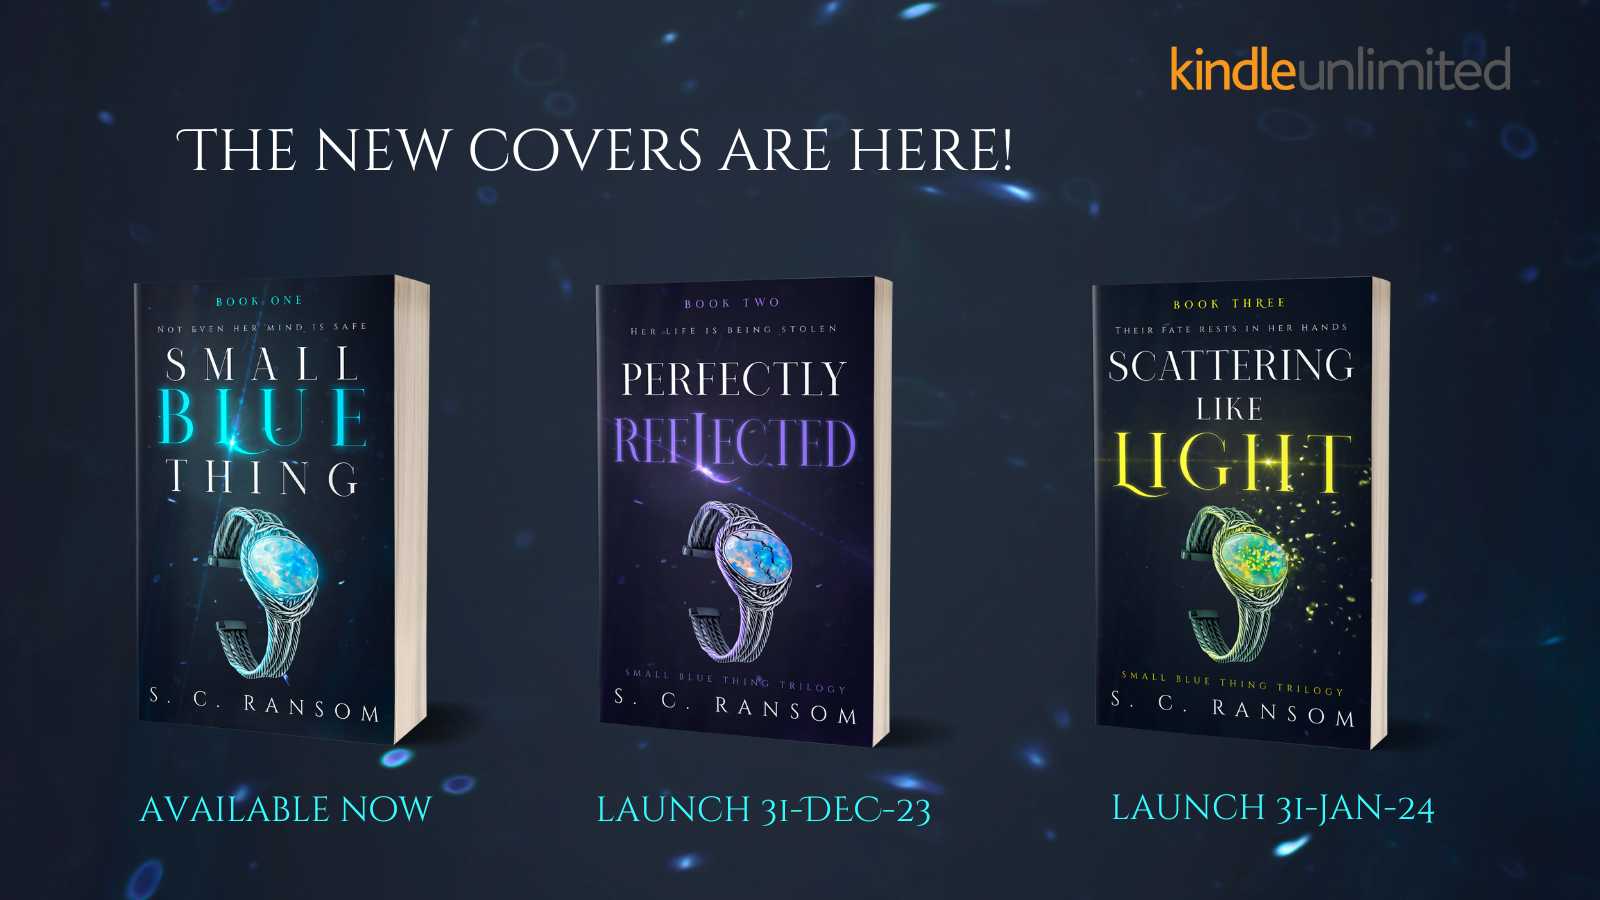 kindleunlimited
THE NEW COVERS ARE HERE!
BOOK ONE
NOT EVEN HER MIND IS SAFE
SMALL
BLUE
THING
S. C. RANSOM
AVAILABLE NOW
BOOK TWO
HER LIFE IS BEING STOLEN
PERFECTLY
REFLECTED
SMALL BLUE THING TRILOGY
S. C. RANSOM
LAUNCH 31-DEC-23
BOOK THREE
THEIR FATE RESTS IN HER HANDS
SCATTERING
LIKE
LIGHT
SMALL BLUE THING TRILOGY
S. C. RANSOM
LAUNCH 31-JAN-24